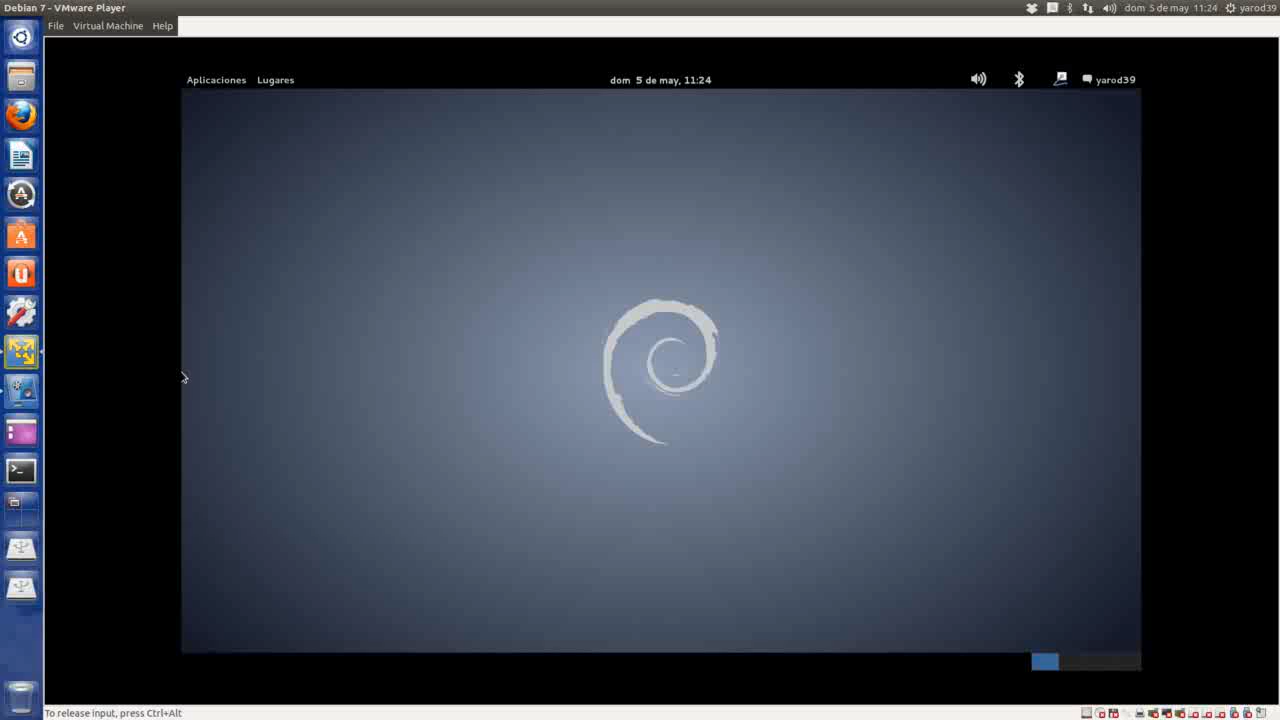 Debian 7 - VMware Player
dom 5 de may, 11:24 yarod39
File Virtual Machine Help
Aplicaciones Lugares dom 5 de may, 11:24 yarod39
To release input, press Ctrl+Alt